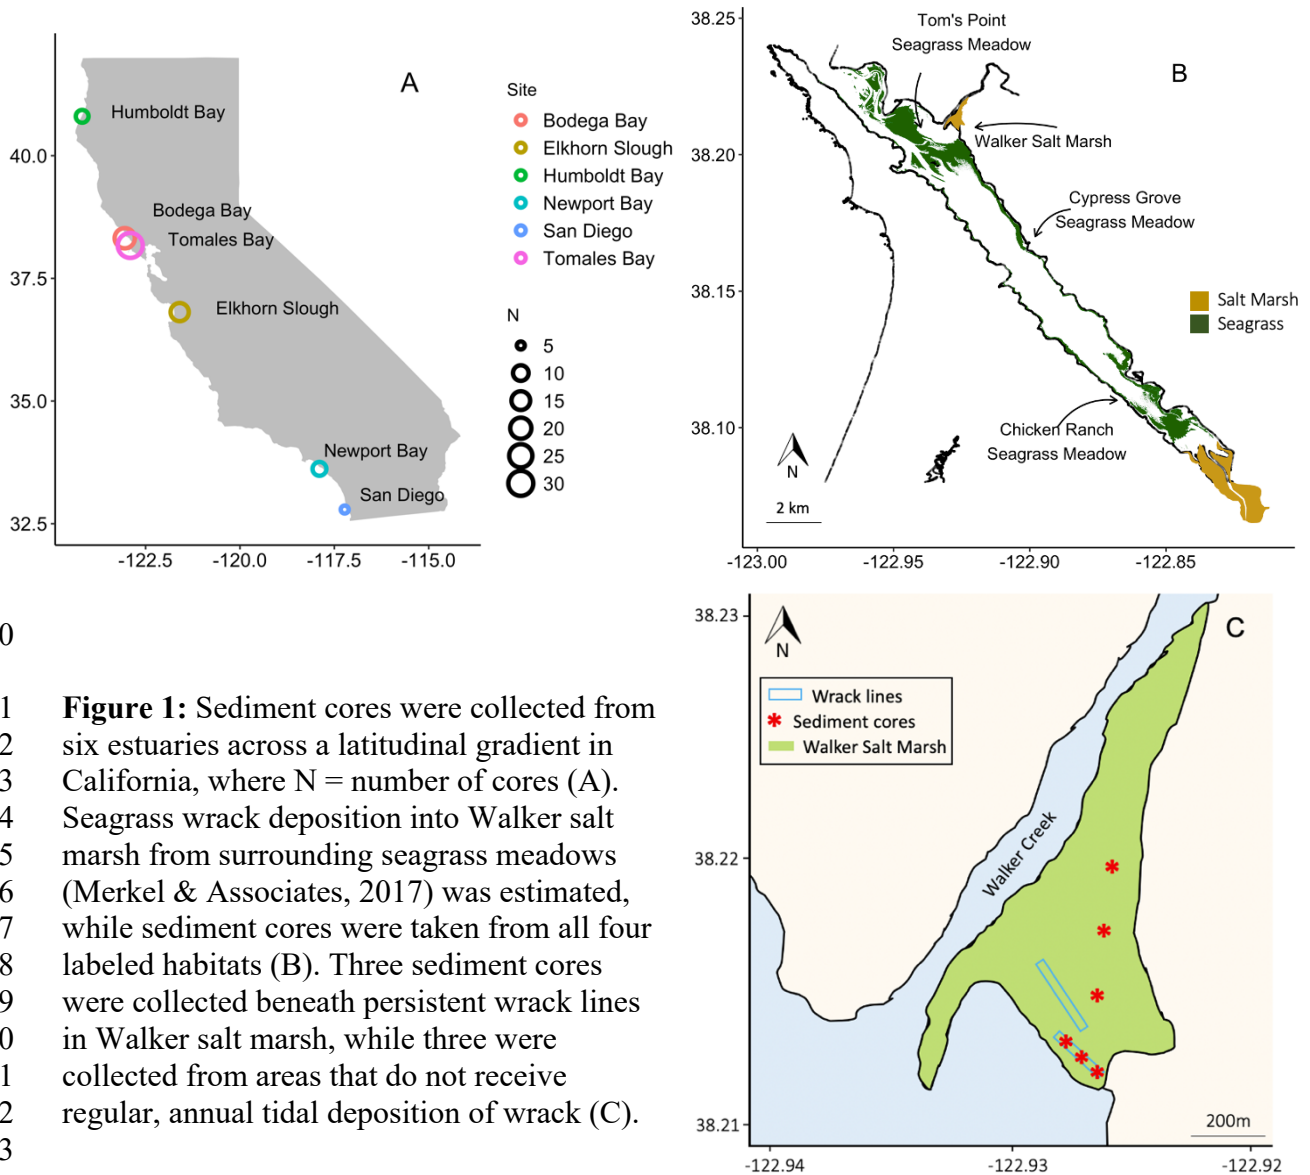 A
Humboldt Bay
Bodega Bay
Tomales Bay
Elkhorn Slough
Newport Bay
San Diego
40.0
37.5
35.0
32.5
-122.5
-120.0
-117.5
-115.0
Site
Bodega Bay
Elkhorn Slough
Humboldt Bay
Newport Bay
San Diego
Tomales Bay
N
5
10
15
20
25
30
B
Tom's Point
Seagrass Meadow
Walker Salt Marsh
Cypress Grove
Seagrass Meadow
Chicken Ranch
Seagrass Meadow
Salt Marsh
Seagrass
N
2 km
38.25
38.20
38.15
38.10
-123.00
-122.95
-122.90
-122.85
C
N
Wrack lines
Sediment cores
Walker Salt Marsh
Walker Creek
200m
38.23
38.22
38.21
-122.94
-122.93
-122.92
0
1 Figure 1: Sediment cores were collected from
2 six estuaries across a latitudinal gradient in
3 California, where N = number of cores (A).
4 Seagrass wrack deposition into Walker salt
5 marsh from surrounding seagrass meadows
6 (Merkel & Associates, 2017) was estimated,
7 while sediment cores were taken from all four
8 labeled habitats (B). Three sediment cores
9 were collected beneath persistent wrack lines
0 in Walker salt marsh, while three were
1 collected from areas that do not receive
2 regular, annual tidal deposition of wrack (C).
3